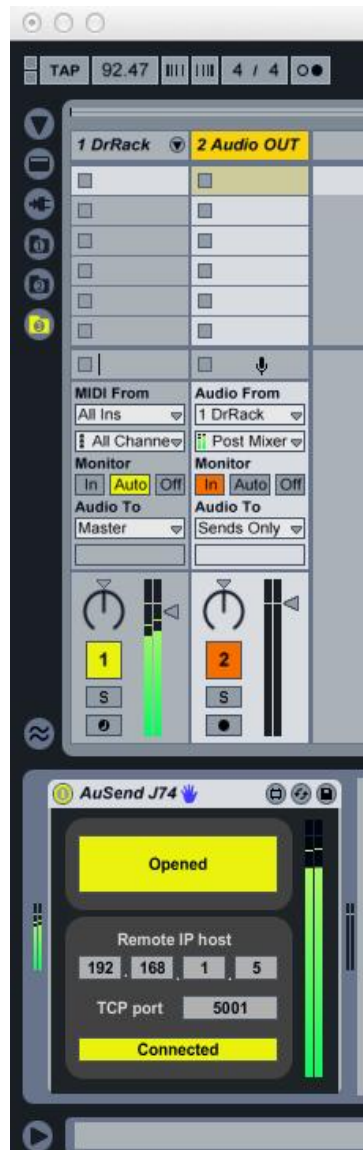 TAP 92.47 4 / 4
1 DrRack 2 Audio OUT
MIDI From Audio From
All Ins 1 DrRack
All Channe Post Mixer
Monitor Monitor
In Auto Off In Auto Off
Audio To Audio To
Master Sends Only
1 2
S S
AuSend J74
Opened
Remote IP host
192 . 168 . 1 . 5
TCP port 5001
Connected